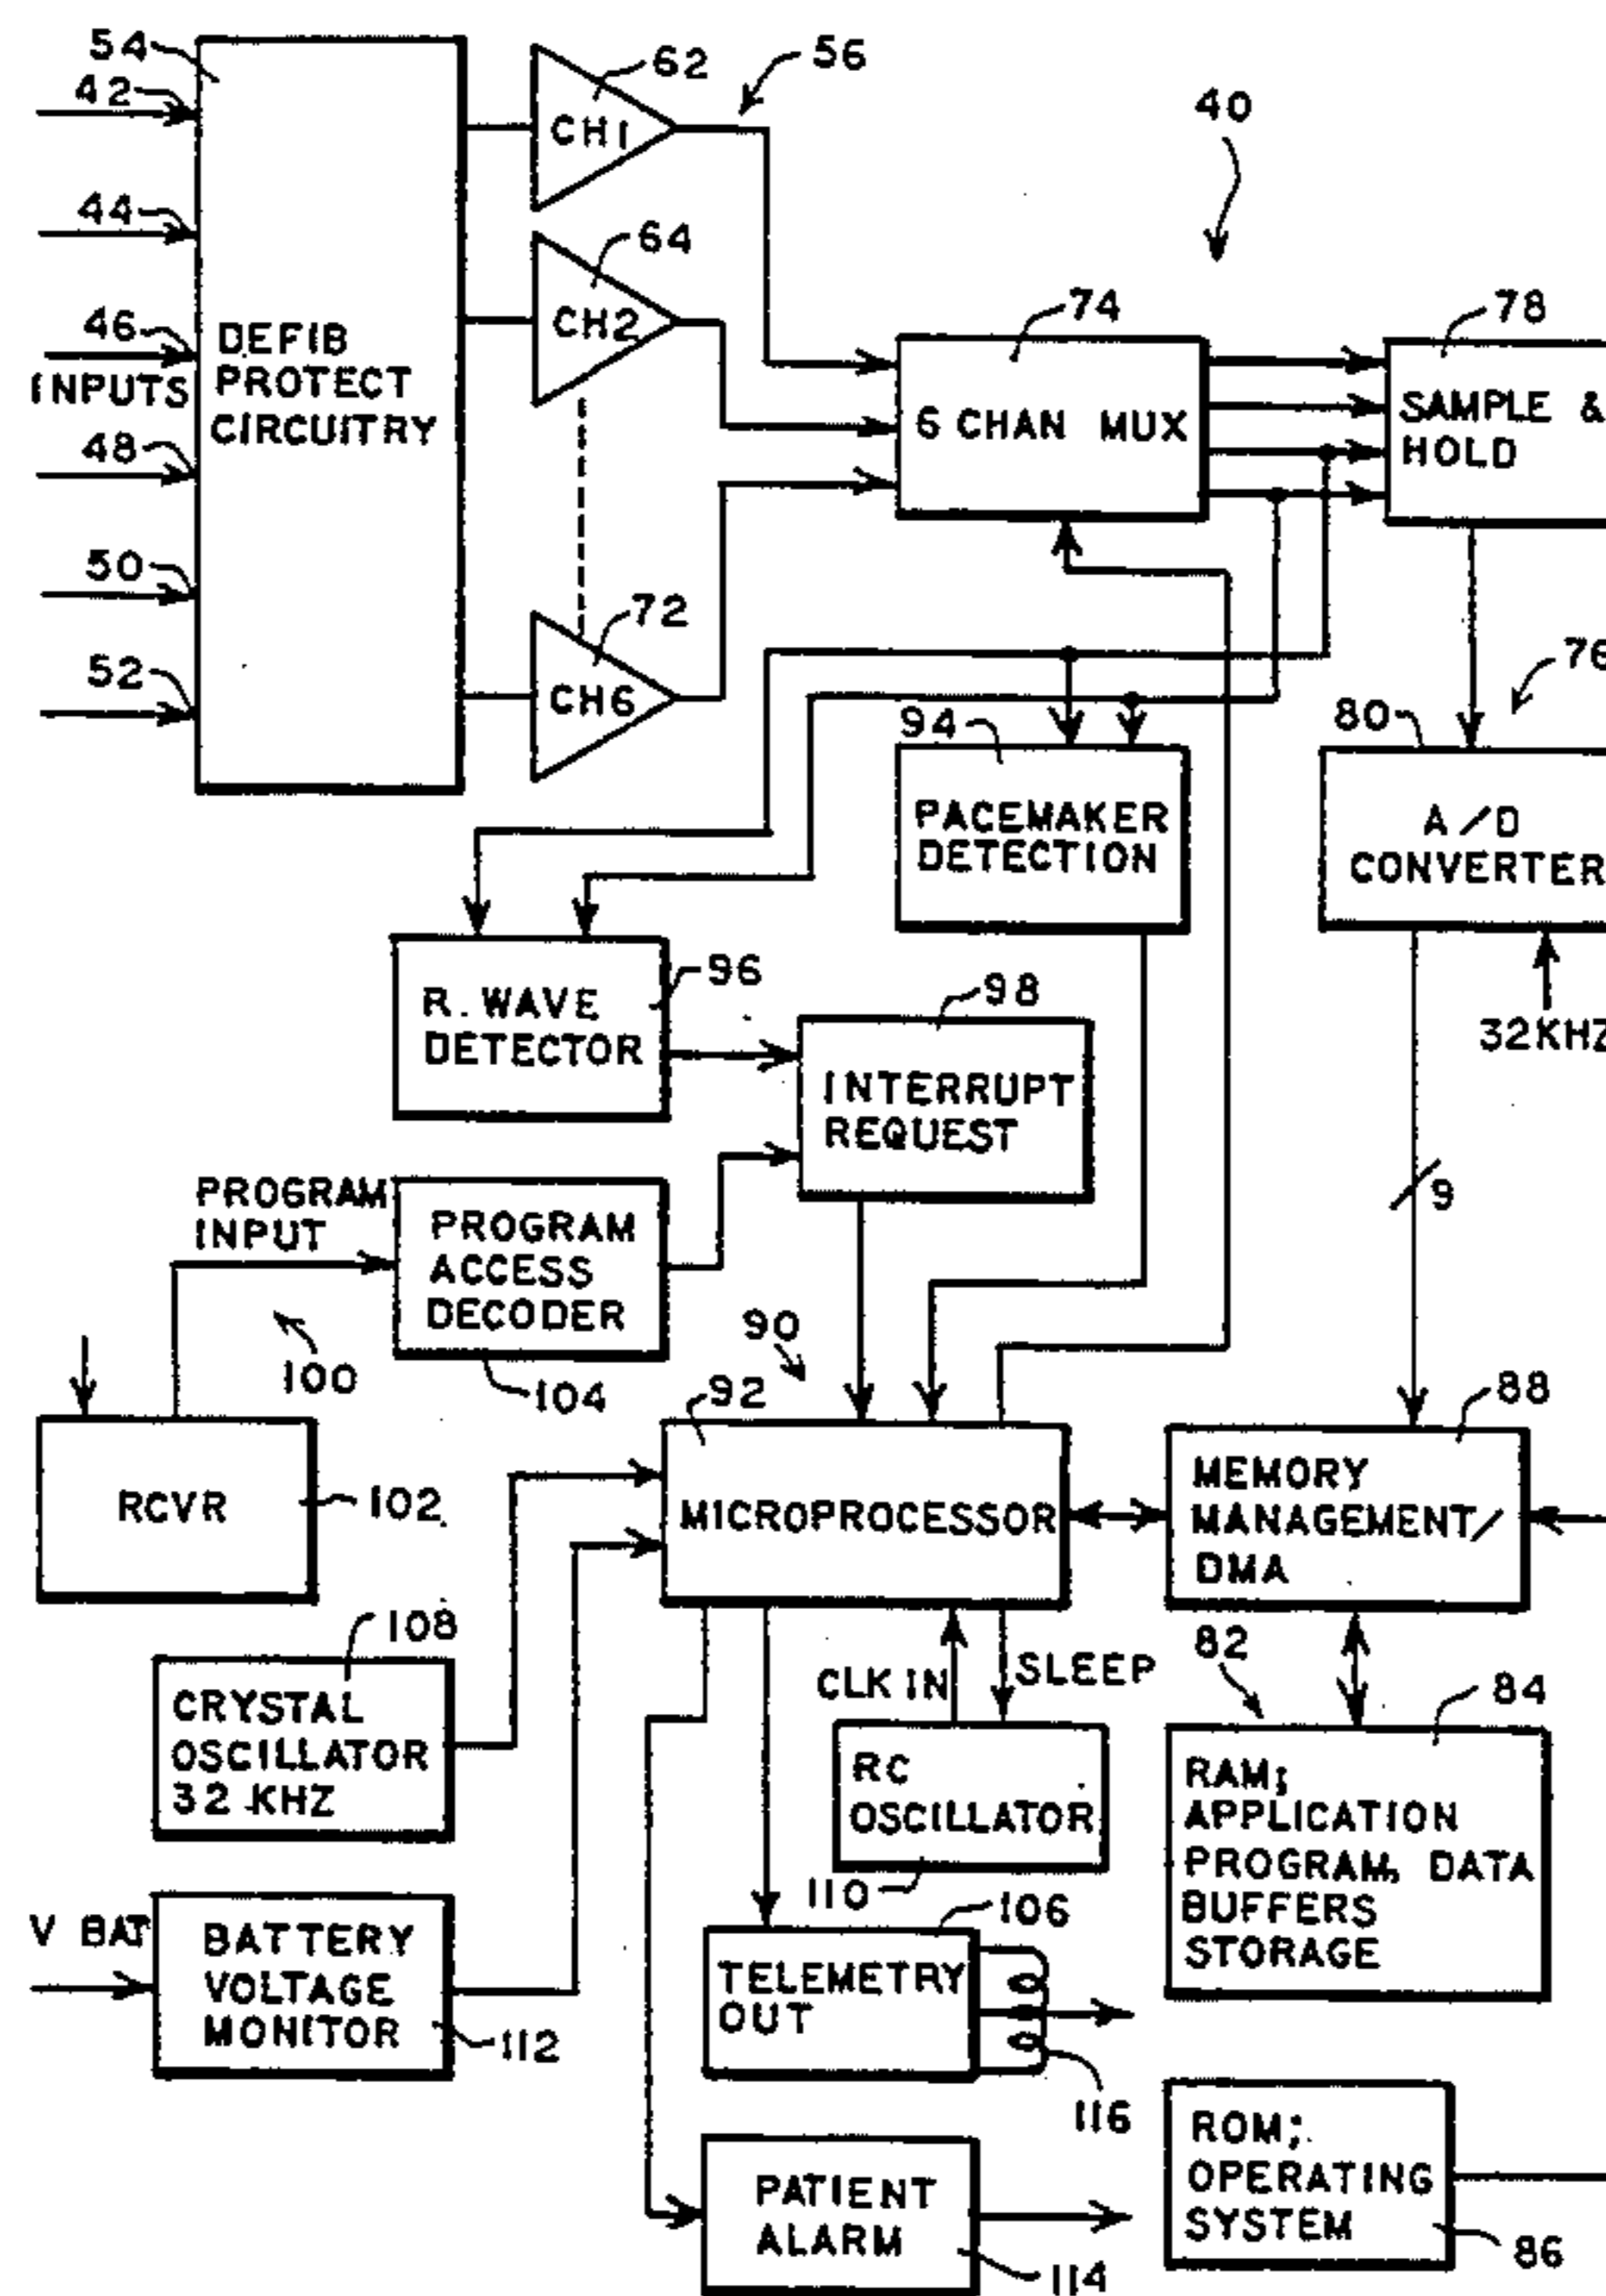 54
42
44
46
INPUTS
48
50
52
DEFIB
PROTECT
CIRCUITRY
62
CH1
56
64
CH2
72
CH6
40
74
6 CHAN MUX
78
SAMPLE &
HOLD
76
80
A/D
CONVERTER
32KHZ
9
94
PACEMAKER
DETECTION
96
R. WAVE
DETECTOR
98
INTERRUPT
REQUEST
PROGRAM
INPUT
PROGRAM
ACCESS
DECODER
100
104
90
92
MICROPROCESSOR
88
MEMORY
MANAGEMENT/
DMA
RCVR
102
108
CRYSTAL
OSCILLATOR
32 KHZ
CLK IN
SLEEP
RC
OSCILLATOR
110
82
84
RAM;
APPLICATION
PROGRAM, DATA
BUFFERS
STORAGE
V BAT
BATTERY
VOLTAGE
MONITOR
112
106
TELEMETRY
OUT
116
PATIENT
ALARM
114
ROM;
OPERATING
SYSTEM
86